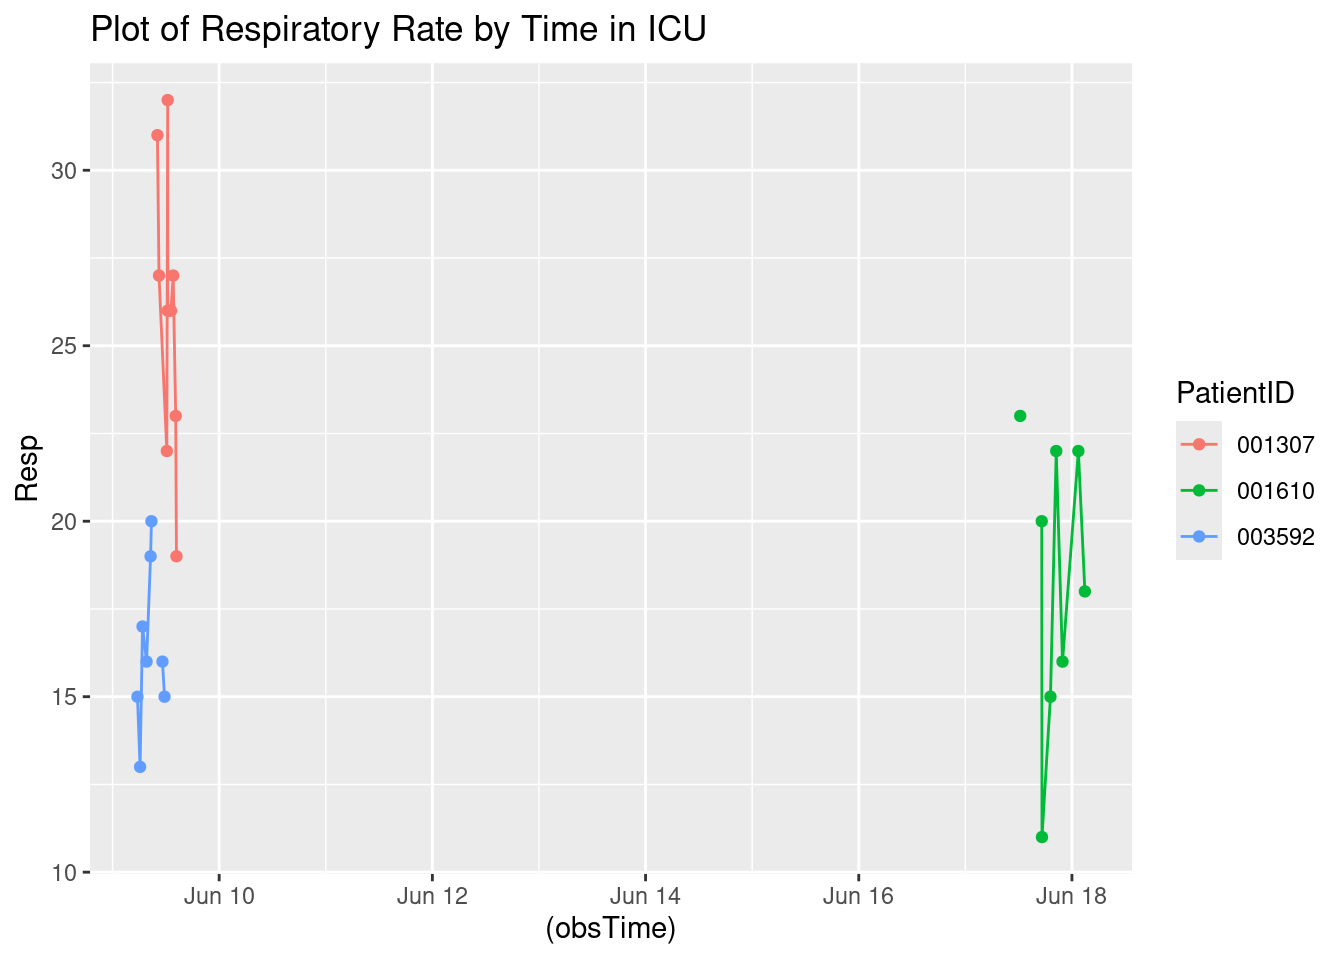 Plot of Respiratory Rate by Time in ICU
30
25
20
15
10
Resp
Jun 10
Jun 12
Jun 14
Jun 16
Jun 18
(obsTime)
PatientID
001307
001610
003592